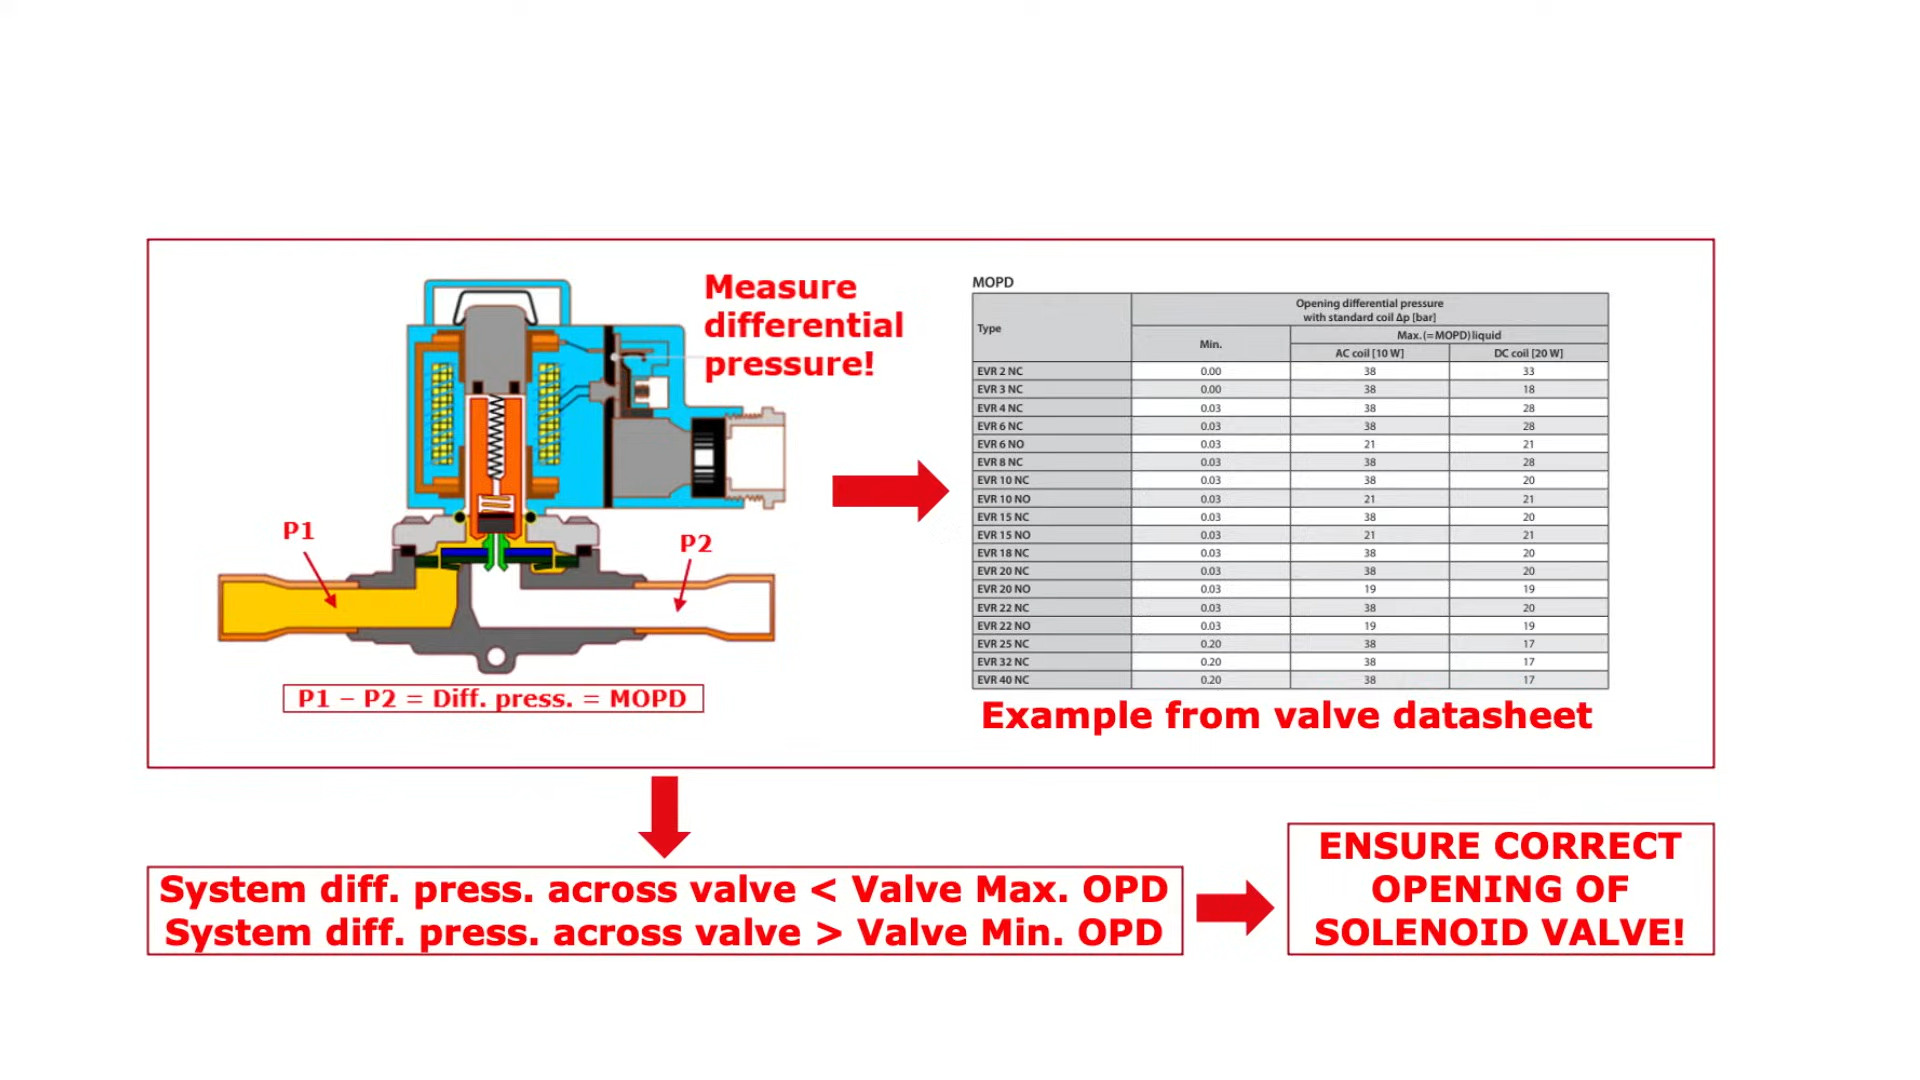 Measure
differential
pressure!
P1
P2
P1 – P2 = Diff. press. = MOPD
MOPD
Type
Opening differential pressure
with standard coil Δp [bar]
Min.
Max. (= MOPD) liquid
AC coil [10 W] DC coil [20 W]
EVR 2 NC 0.00 38 33
EVR 3 NC 0.00 38 18
EVR 4 NC 0.03 38 28
EVR 6 NC 0.03 38 28
EVR 6 NO 0.03 21 21
EVR 8 NC 0.03 38 28
EVR 10 NC 0.03 38 20
EVR 10 NO 0.03 21 21
EVR 15 NC 0.03 38 20
EVR 15 NO 0.03 21 21
EVR 18 NC 0.03 38 20
EVR 20 NC 0.03 38 20
EVR 20 NO 0.03 19 19
EVR 22 NC 0.03 38 20
EVR 22 NO 0.03 19 19
EVR 25 NC 0.20 38 17
EVR 32 NC 0.20 38 17
EVR 40 NC 0.20 38 17
Example from valve datasheet
System diff. press. across valve < Valve Max. OPD
System diff. press. across valve > Valve Min. OPD
ENSURE CORRECT
OPENING OF
SOLENOID VALVE!